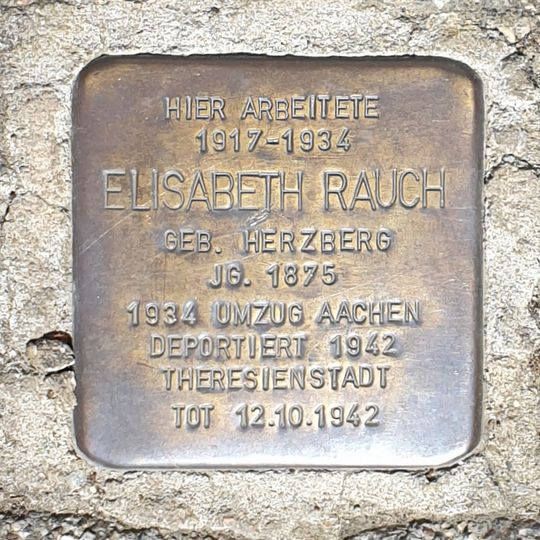 HIER ARBEITETE
1917-1934
ELISABETH RAUCH
GEB. HERZBERG
JG. 1875
1934 UMZUG AACHEN
DEPORTIERT 1942
THERESIENSTADT
TOT 12.10.1942